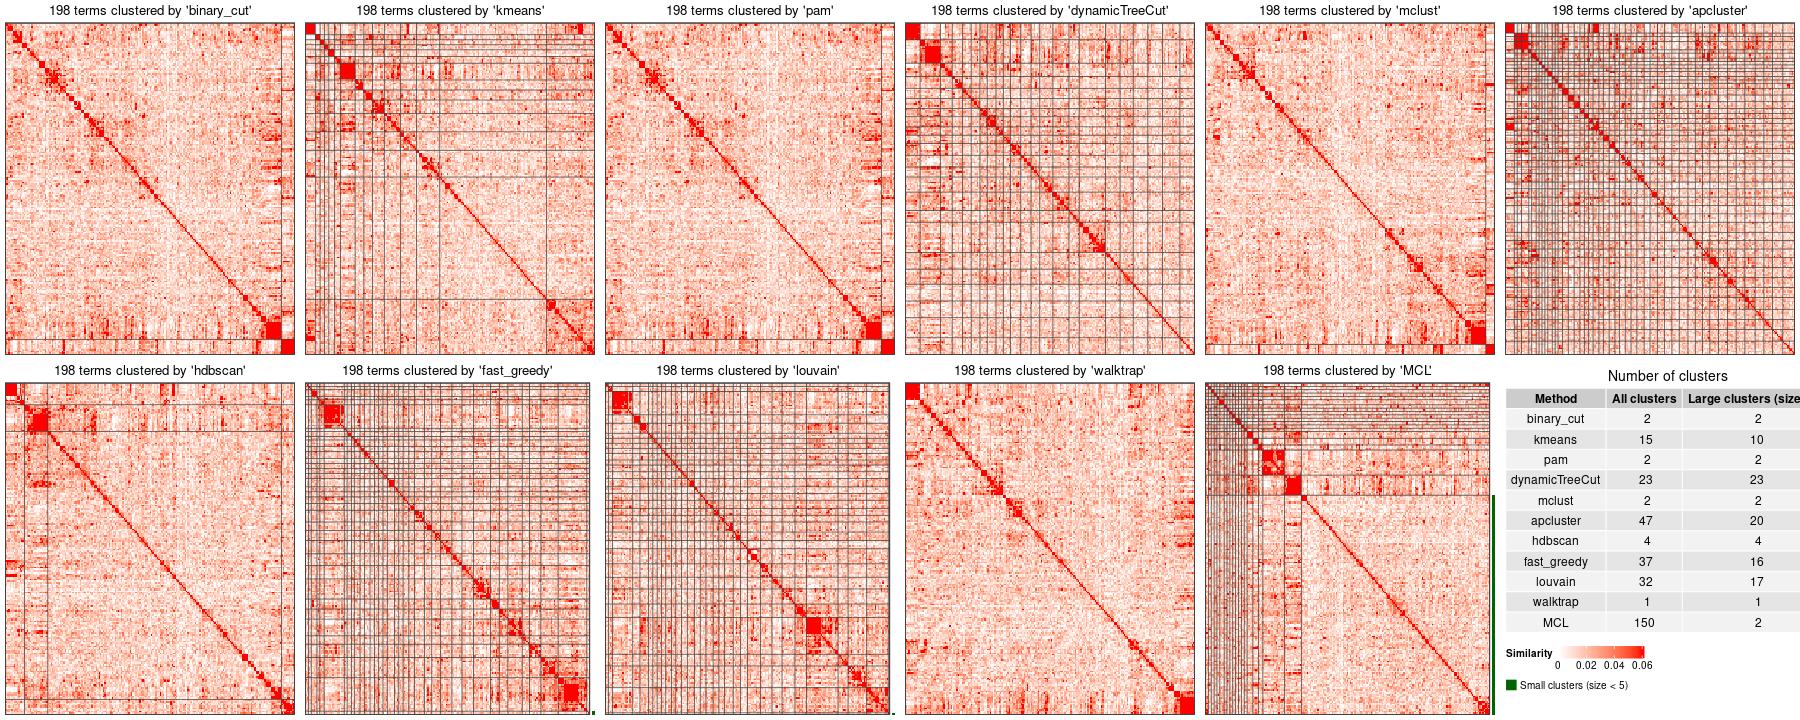 198 terms clustered by 'binary_cut'
198 terms clustered by 'kmeans'
198 terms clustered by 'pam'
198 terms clustered by 'dynamicTreeCut'
198 terms clustered by 'mclust'
198 terms clustered by 'apcluster'
198 terms clustered by 'hdbscan'
198 terms clustered by 'fast_greedy'
198 terms clustered by 'louvain'
198 terms clustered by 'walktrap'
198 terms clustered by 'MCL'
Number of clusters
Method All clusters Large clusters (size
binary_cut 2 2
kmeans 15 10
pam 2 2
dynamicTreeCut 23 23
mclust 2 2
apcluster 47 20
hdbscan 4 4
fast_greedy 37 16
louvain 32 17
walktrap 1 1
MCL 150 2
Similarity
0 0.02 0.04 0.06
Small clusters (size < 5)